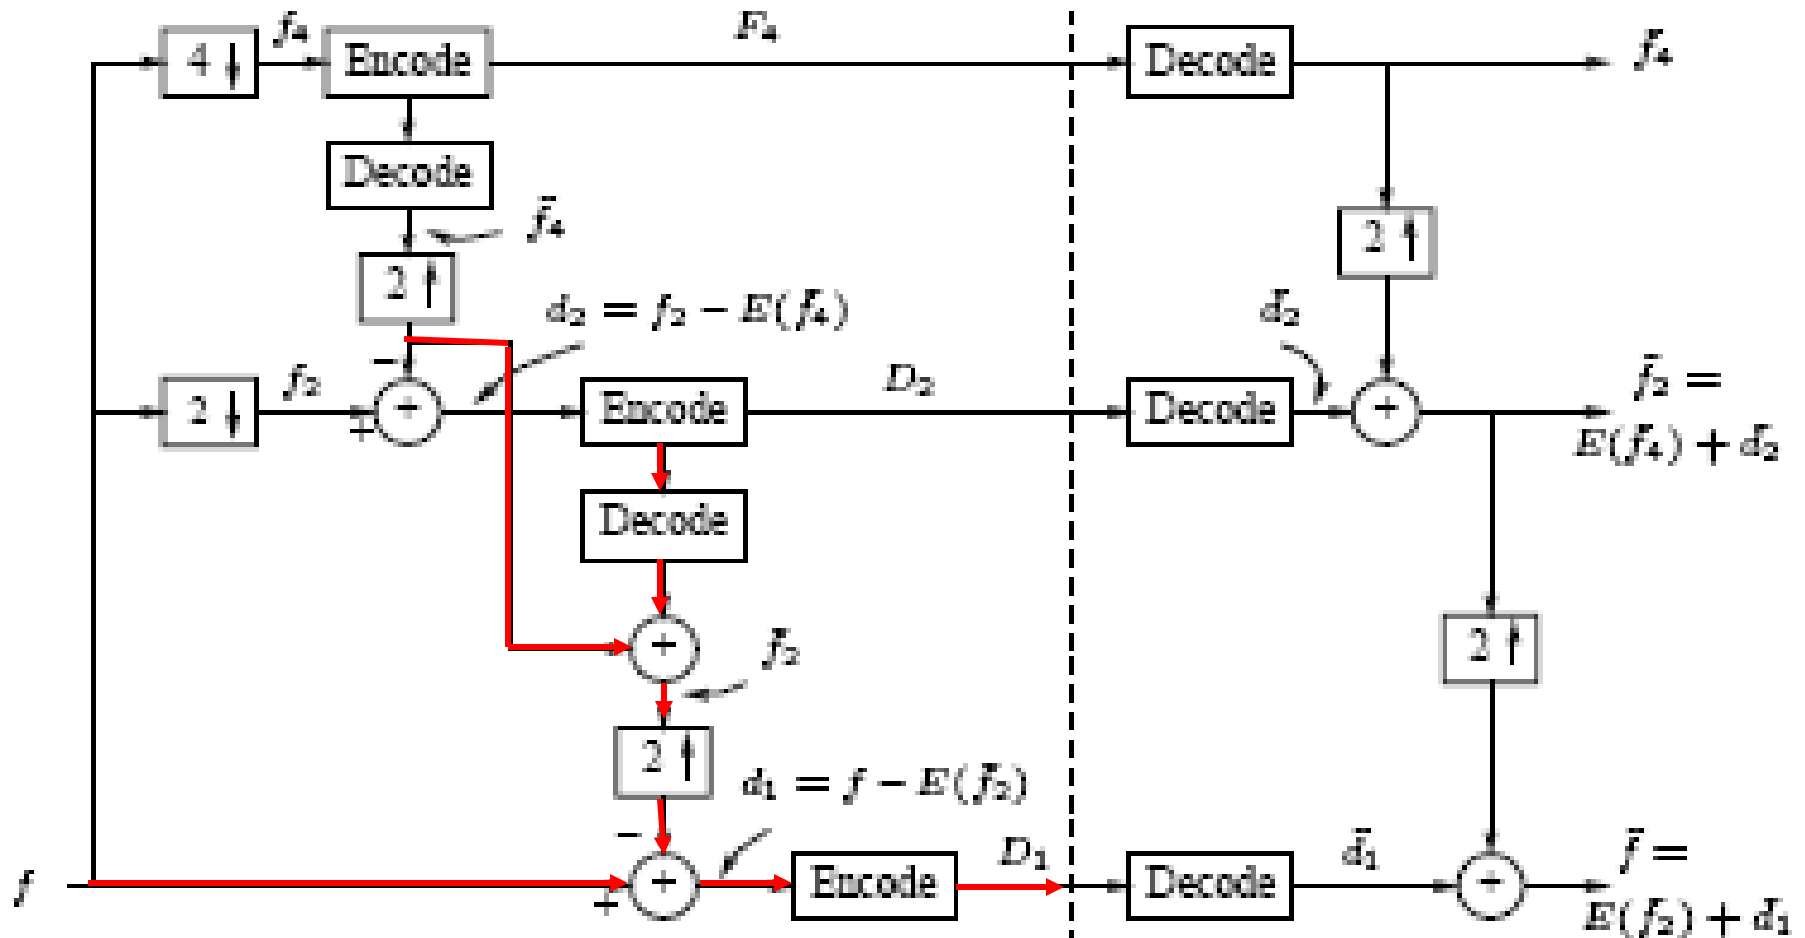 4 ↓ f₄ Encode F₄ Decode f̃₄
Decode
f̃₄
2 ↑ 2 ↑
d₂ = f₂ − E(f̃₄) d̃₂
−
2 ↓ f₂ + + Encode D₂ Decode + f̃₂ =
E(f̃₄) + d̃₂
Decode
+ f̃₂
2 ↑ 2 ↑
d₁ = f − E(f̃₂)
−
f + + Encode D₁ Decode d̃₁ + f̃ =
E(f̃₂) + d̃₁